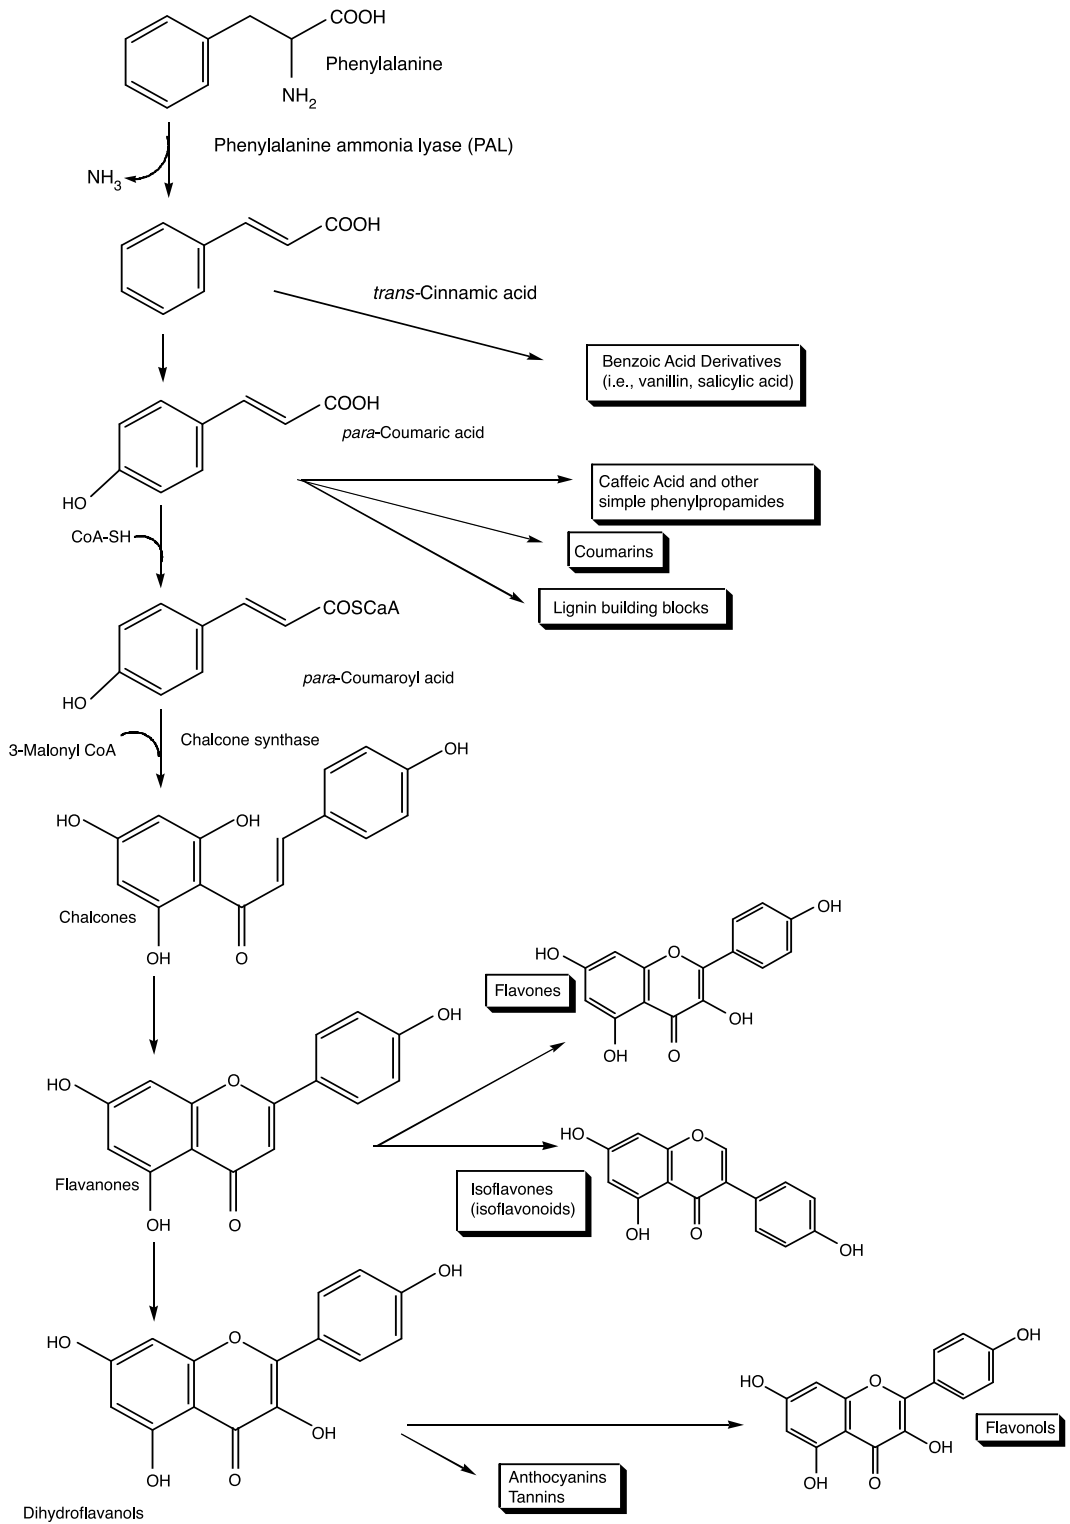 COOH
Phenylalanine
NH2
Phenylalanine ammonia lyase (PAL)
NH3
COOH
trans-Cinnamic acid
Benzoic Acid Derivatives
(i.e., vanillin, salicylic acid)
COOH
para-Coumaric acid
HO
Caffeic Acid and other
simple phenylpropamides
CoA-SH
Coumarins
Lignin building blocks
COSCaA
HO
para-Coumaroyl acid
3-Malonyl CoA
Chalcone synthase
OH
HO
OH
Chalcones
OH
O
OH
HO
O
Flavones
OH
OH
O
OH
HO
O
Flavanones
OH
O
HO
O
Isoflavones
(isoflavonoids)
OH
O
OH
OH
HO
O
OH
OH
O
Dihydroflavanols
OH
HO
O
Flavonols
OH
OH
O
Anthocyanins
Tannins